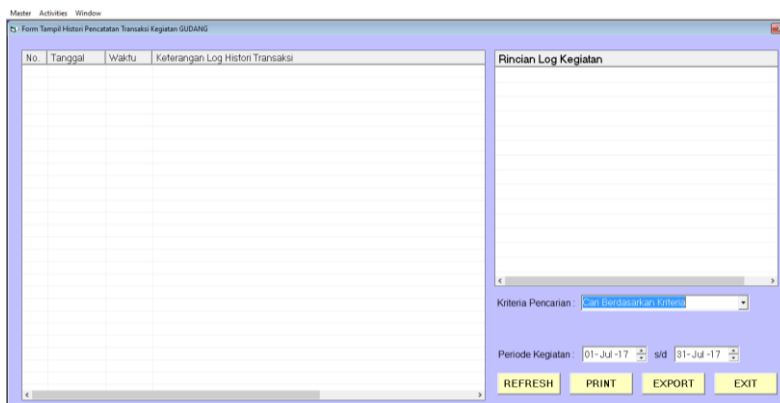 Master Activities Window
Form Tampil Histori Pencatatan Transaksi Kegiatan GUDANG
No. Tanggal Waktu Keterangan Log Histori Transaksi
Rincian Log Kegiatan
Kriteria Pencarian : Cari Berdasarkan Kriteria
Periode Kegiatan : 01-Jul-17 s/d 31-Jul-17
REFRESH PRINT EXPORT EXIT